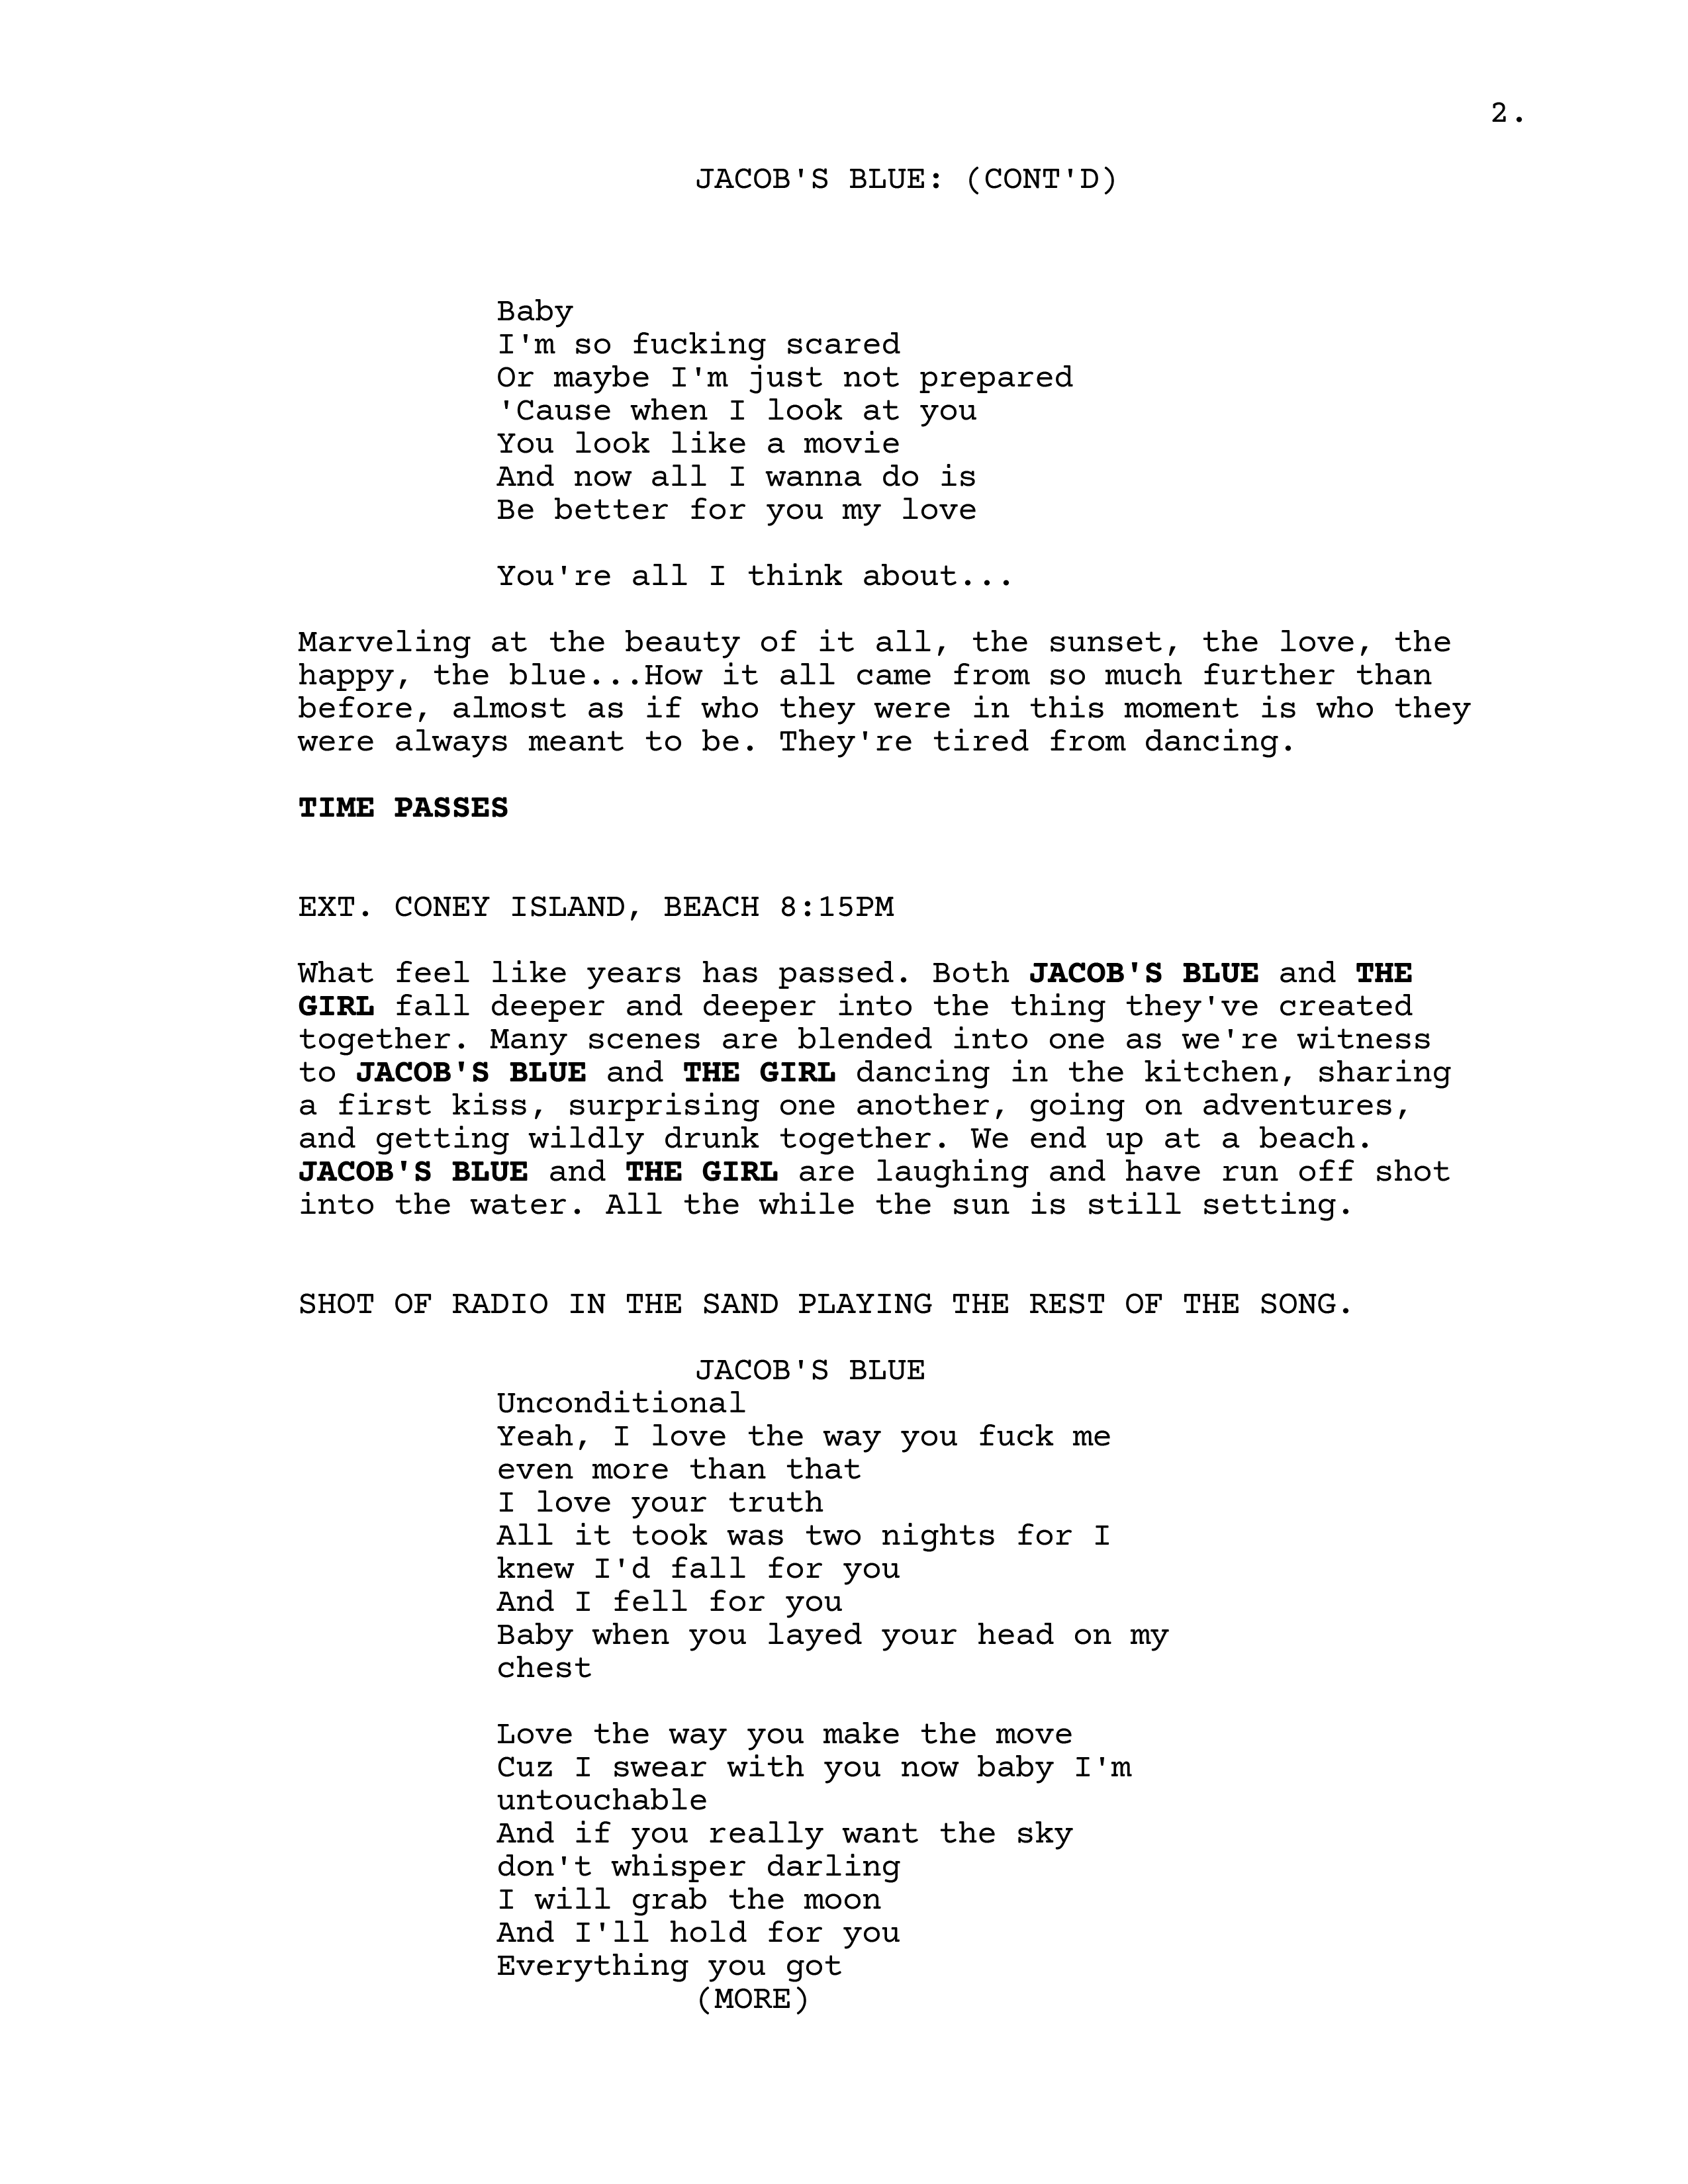 2.
JACOB'S BLUE: (CONT'D)
Baby
I'm so fucking scared
Or maybe I'm just not prepared
'Cause when I look at you
You look like a movie
And now all I wanna do is
Be better for you my love
You're all I think about...
Marveling at the beauty of it all, the sunset, the love, the
happy, the blue...How it all came from so much further than
before, almost as if who they were in this moment is who they
were always meant to be. They're tired from dancing.
TIME PASSES
EXT. CONEY ISLAND, BEACH 8:15PM
What feel like years has passed. Both JACOB'S BLUE and THE
GIRL fall deeper and deeper into the thing they've created
together. Many scenes are blended into one as we're witness
to JACOB'S BLUE and THE GIRL dancing in the kitchen, sharing
a first kiss, surprising one another, going on adventures,
and getting wildly drunk together. We end up at a beach.
JACOB'S BLUE and THE GIRL are laughing and have run off shot
into the water. All the while the sun is still setting.
SHOT OF RADIO IN THE SAND PLAYING THE REST OF THE SONG.
JACOB'S BLUE
Unconditional
Yeah, I love the way you fuck me
even more than that
I love your truth
All it took was two nights for I
knew I'd fall for you
And I fell for you
Baby when you layed your head on my
chest
Love the way you make the move
Cuz I swear with you now baby I'm
untouchable
And if you really want the sky
don't whisper darling
I will grab the moon
And I'll hold for you
Everything you got
(MORE)